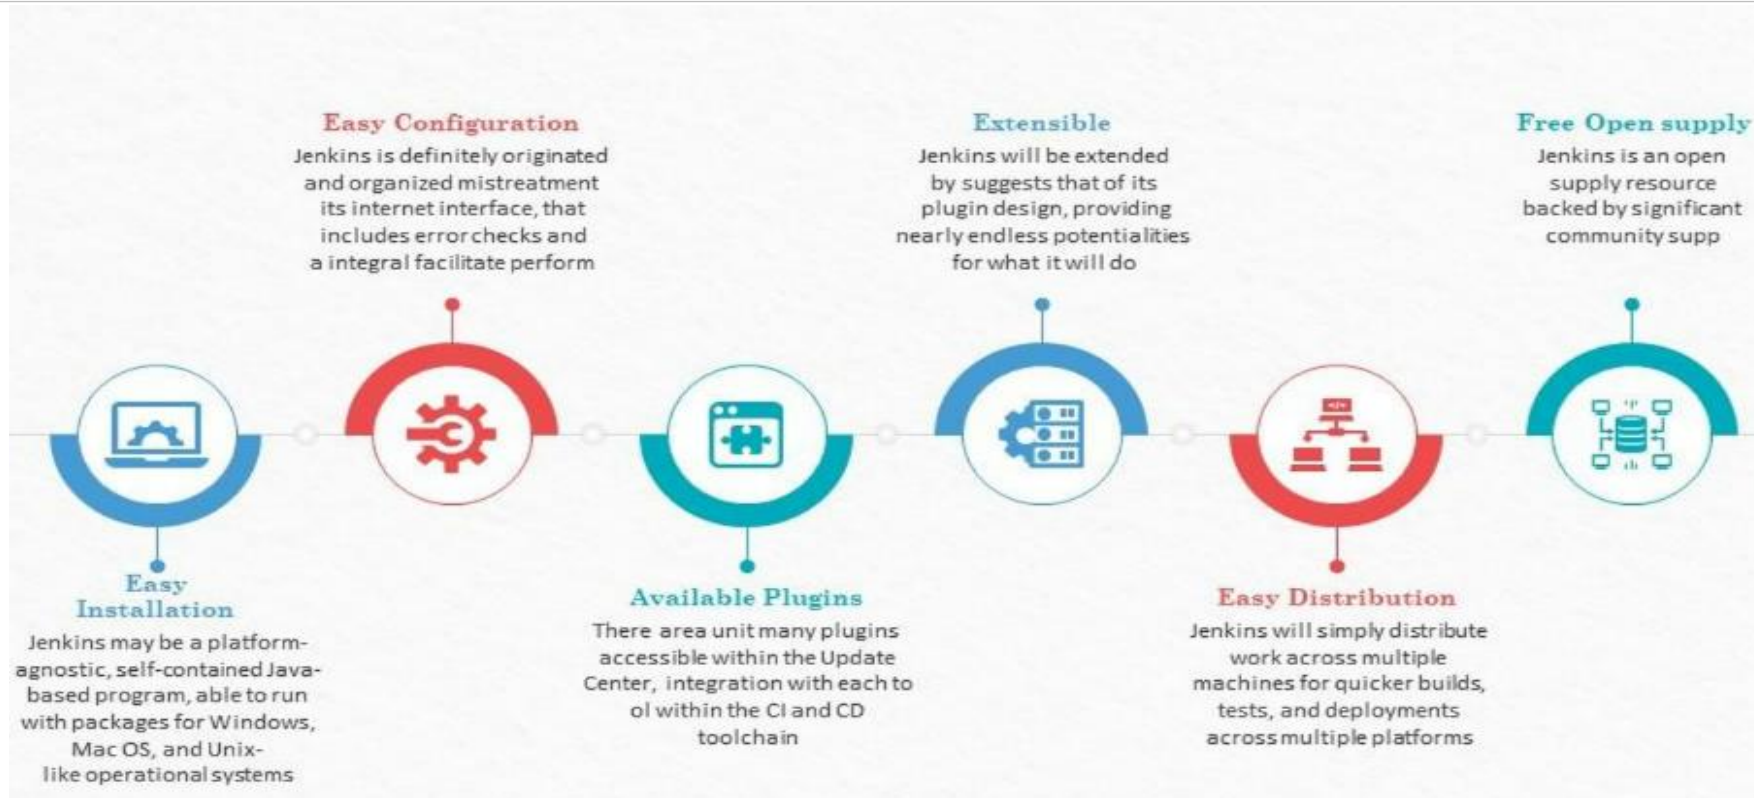 Easy
Installation
Jenkins may be a platform-
agnostic, self-contained Java-
based program, able to run
with packages for Windows,
Mac OS, and Unix-
like operational systems
Easy Configuration
Jenkins is definitely originated
and organized mistreatment
its internet interface, that
includes error checks and
a integral facilitate perform
Available Plugins
There area unit many plugins
accessible within the Update
Center, integration with each to
ol within the CI and CD
toolchain
Extensible
Jenkins will be extended
by suggests that of its
plugin design, providing
nearly endless potentialities
for what it will do
Easy Distribution
Jenkins will simply distribute
work across multiple
machines for quicker builds,
tests, and deployments
across multiple platforms
Free Open supply
Jenkins is an open
supply resource
backed by significant
community supp